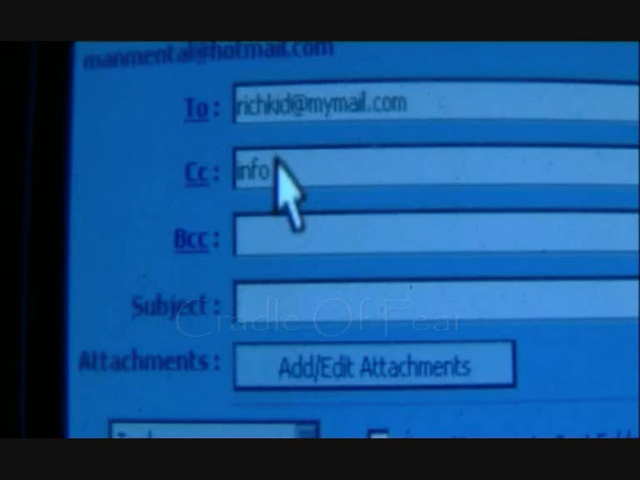 manmental@hotmail.com
To: richkid@mymail.com
Cc: info
Bcc:
Subject:
Cradle Of Fear
Attachments: Add/Edit Attachments